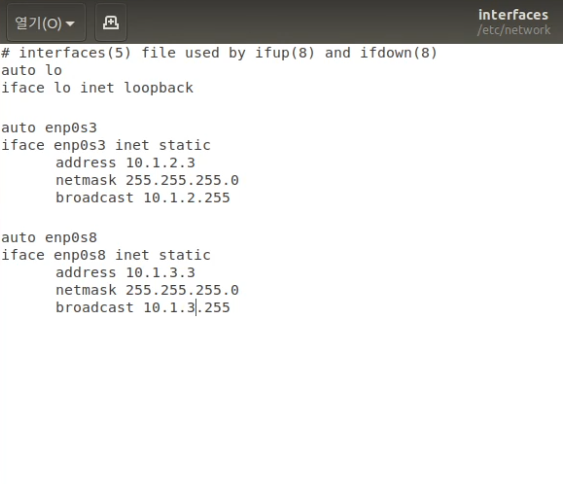 열기(O)
interfaces
/etc/network
# interfaces(5) file used by ifup(8) and ifdown(8)
auto lo
iface lo inet loopback
auto enp0s3
iface enp0s3 inet static
address 10.1.2.3
netmask 255.255.255.0
broadcast 10.1.2.255
auto enp0s8
iface enp0s8 inet static
address 10.1.3.3
netmask 255.255.255.0
broadcast 10.1.3.255